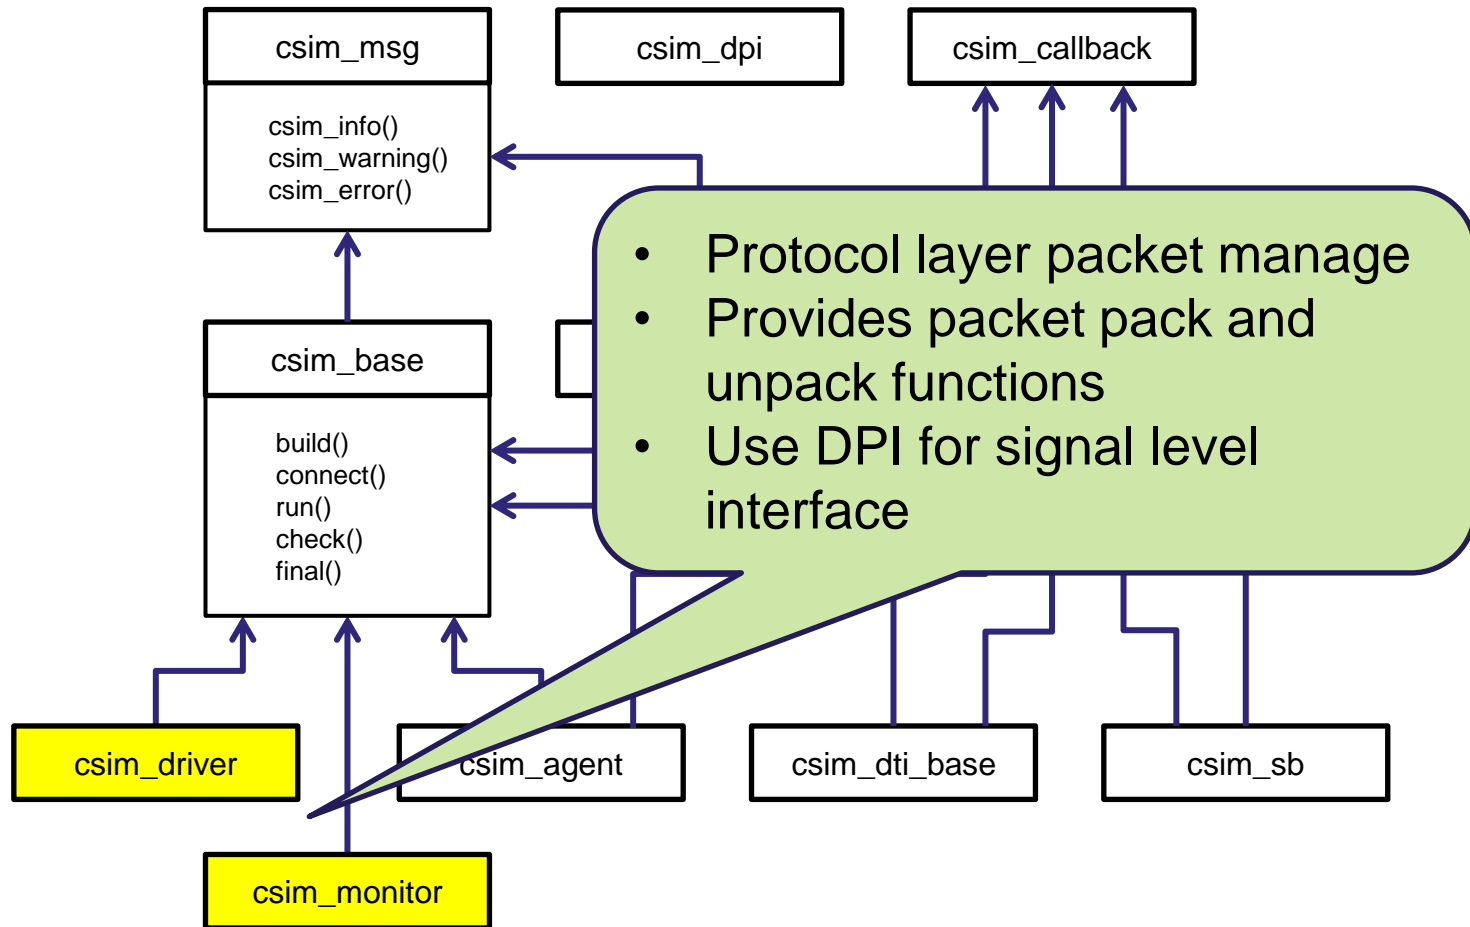 csim_msg
csim_dpi
csim_callback
csim_info()
csim_warning()
csim_error()
• Protocol layer packet manage
• Provides packet pack and
unpack functions
• Use DPI for signal level
interface
csim_base
build()
connect()
run()
check()
final()
csim_driver
csim_agent
csim_dti_base
csim_sb
csim_monitor